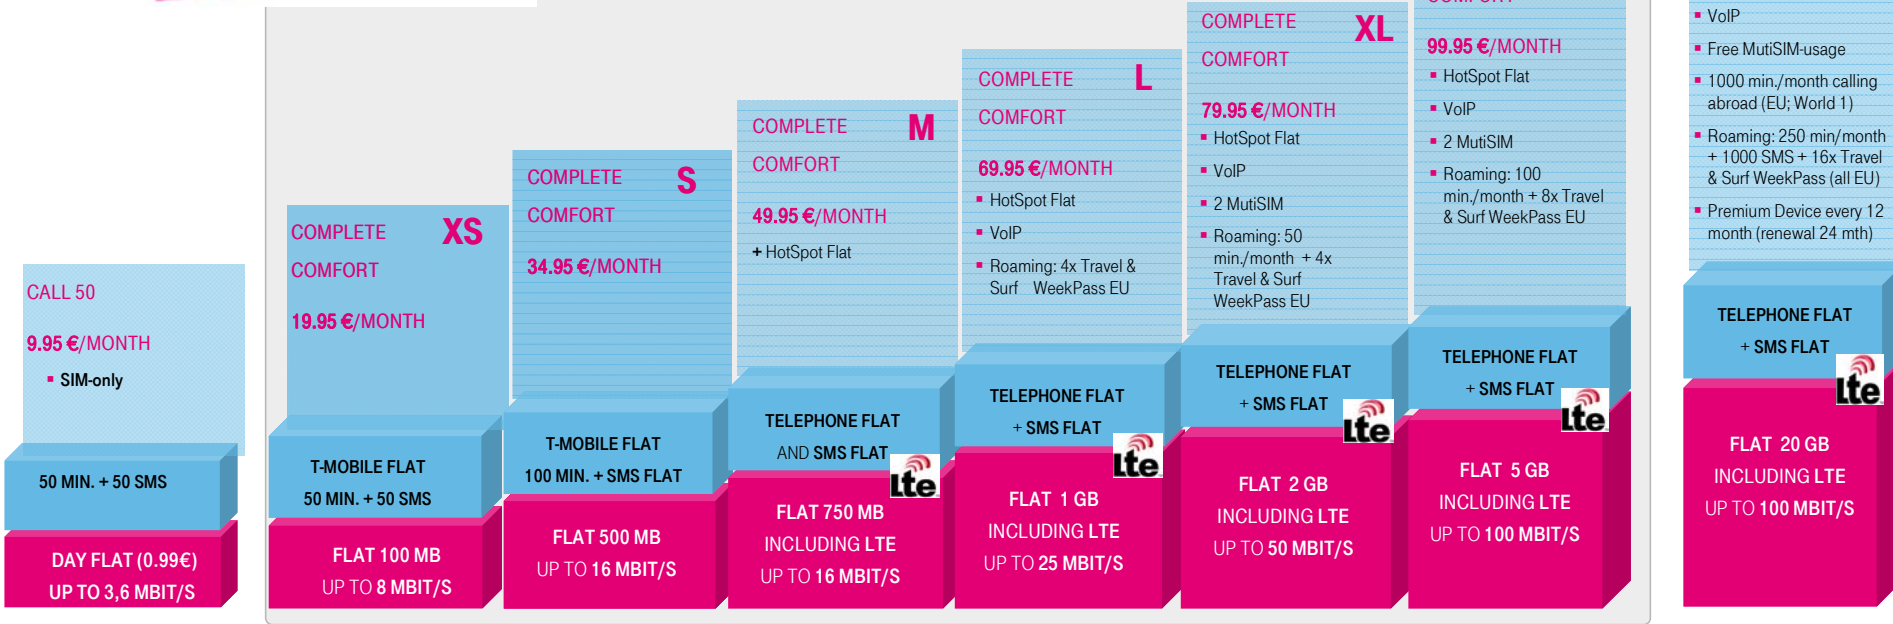 CALL 50
9.95 €/MONTH
▪ SIM-only
50 MIN. + 50 SMS
DAY FLAT (0.99€)
UP TO 3,6 MBIT/S
COMPLETE XS
COMFORT
19.95 €/MONTH
T-MOBILE FLAT
50 MIN. + 50 SMS
FLAT 100 MB
UP TO 8 MBIT/S
COMPLETE S
COMFORT
34.95 €/MONTH
T-MOBILE FLAT
100 MIN. + SMS FLAT
FLAT 500 MB
UP TO 16 MBIT/S
COMPLETE M
COMFORT
49.95 €/MONTH
+ HotSpot Flat
TELEPHONE FLAT
AND SMS FLAT
Lte
FLAT 750 MB
INCLUDING LTE
UP TO 16 MBIT/S
COMPLETE L
COMFORT
69.95 €/MONTH
▪ HotSpot Flat
▪ VoIP
▪ Roaming: 4x Travel &
Surf WeekPass EU
TELEPHONE FLAT
+ SMS FLAT
Lte
FLAT 1 GB
INCLUDING LTE
UP TO 25 MBIT/S
COMPLETE XL
COMFORT
79.95 €/MONTH
▪ HotSpot Flat
▪ VoIP
▪ 2 MutiSIM
▪ Roaming: 50
min./month + 4x
Travel & Surf
WeekPass EU
TELEPHONE FLAT
+ SMS FLAT
Lte
FLAT 2 GB
INCLUDING LTE
UP TO 50 MBIT/S
99.95 €/MONTH
▪ HotSpot Flat
▪ VoIP
▪ 2 MutiSIM
▪ Roaming: 100
min./month + 8x Travel
& Surf WeekPass EU
TELEPHONE FLAT
+ SMS FLAT
Lte
FLAT 5 GB
INCLUDING LTE
UP TO 100 MBIT/S
▪ VoIP
▪ Free MutiSIM-usage
▪ 1000 min./month calling
abroad (EU; World 1)
▪ Roaming: 250 min/month
+ 1000 SMS + 16x Travel
& Surf WeekPass (all EU)
▪ Premium Device every 12
month (renewal 24 mth)
TELEPHONE FLAT
+ SMS FLAT
Lte
FLAT 20 GB
INCLUDING LTE
UP TO 100 MBIT/S